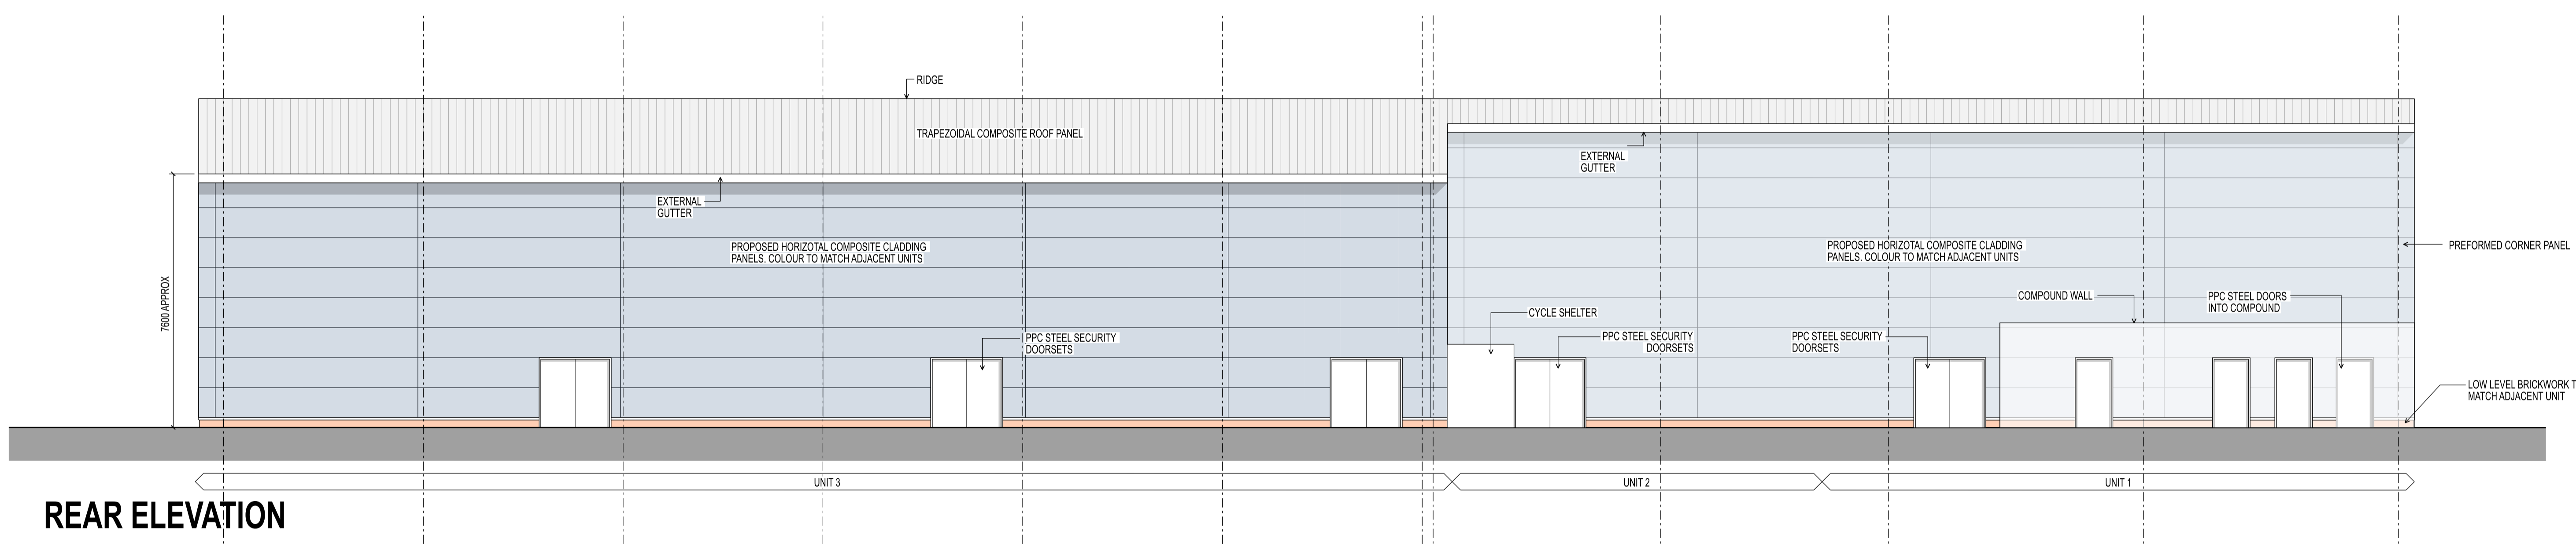 RIDGE
TRAPEZOIDAL COMPOSITE ROOF PANEL
EXTERNAL
GUTTER
EXTERNAL
GUTTER
PROPOSED HORIZOTAL COMPOSITE CLADDING
PANELS. COLOUR TO MATCH ADJACENT UNITS
PROPOSED HORIZOTAL COMPOSITE CLADDING
PANELS. COLOUR TO MATCH ADJACENT UNITS
PREFORMED CORNER PANEL
7600 APPROX
COMPOUND WALL
PPC STEEL DOORS
INTO COMPOUND
CYCLE SHELTER
PPC STEEL SECURITY
DOORSETS
PPC STEEL SECURITY
DOORSETS
PPC STEEL SECURITY
DOORSETS
LOW LEVEL BRICKWORK T
MATCH ADJACENT UNIT
UNIT 3
UNIT 2
UNIT 1
REAR ELEVATION